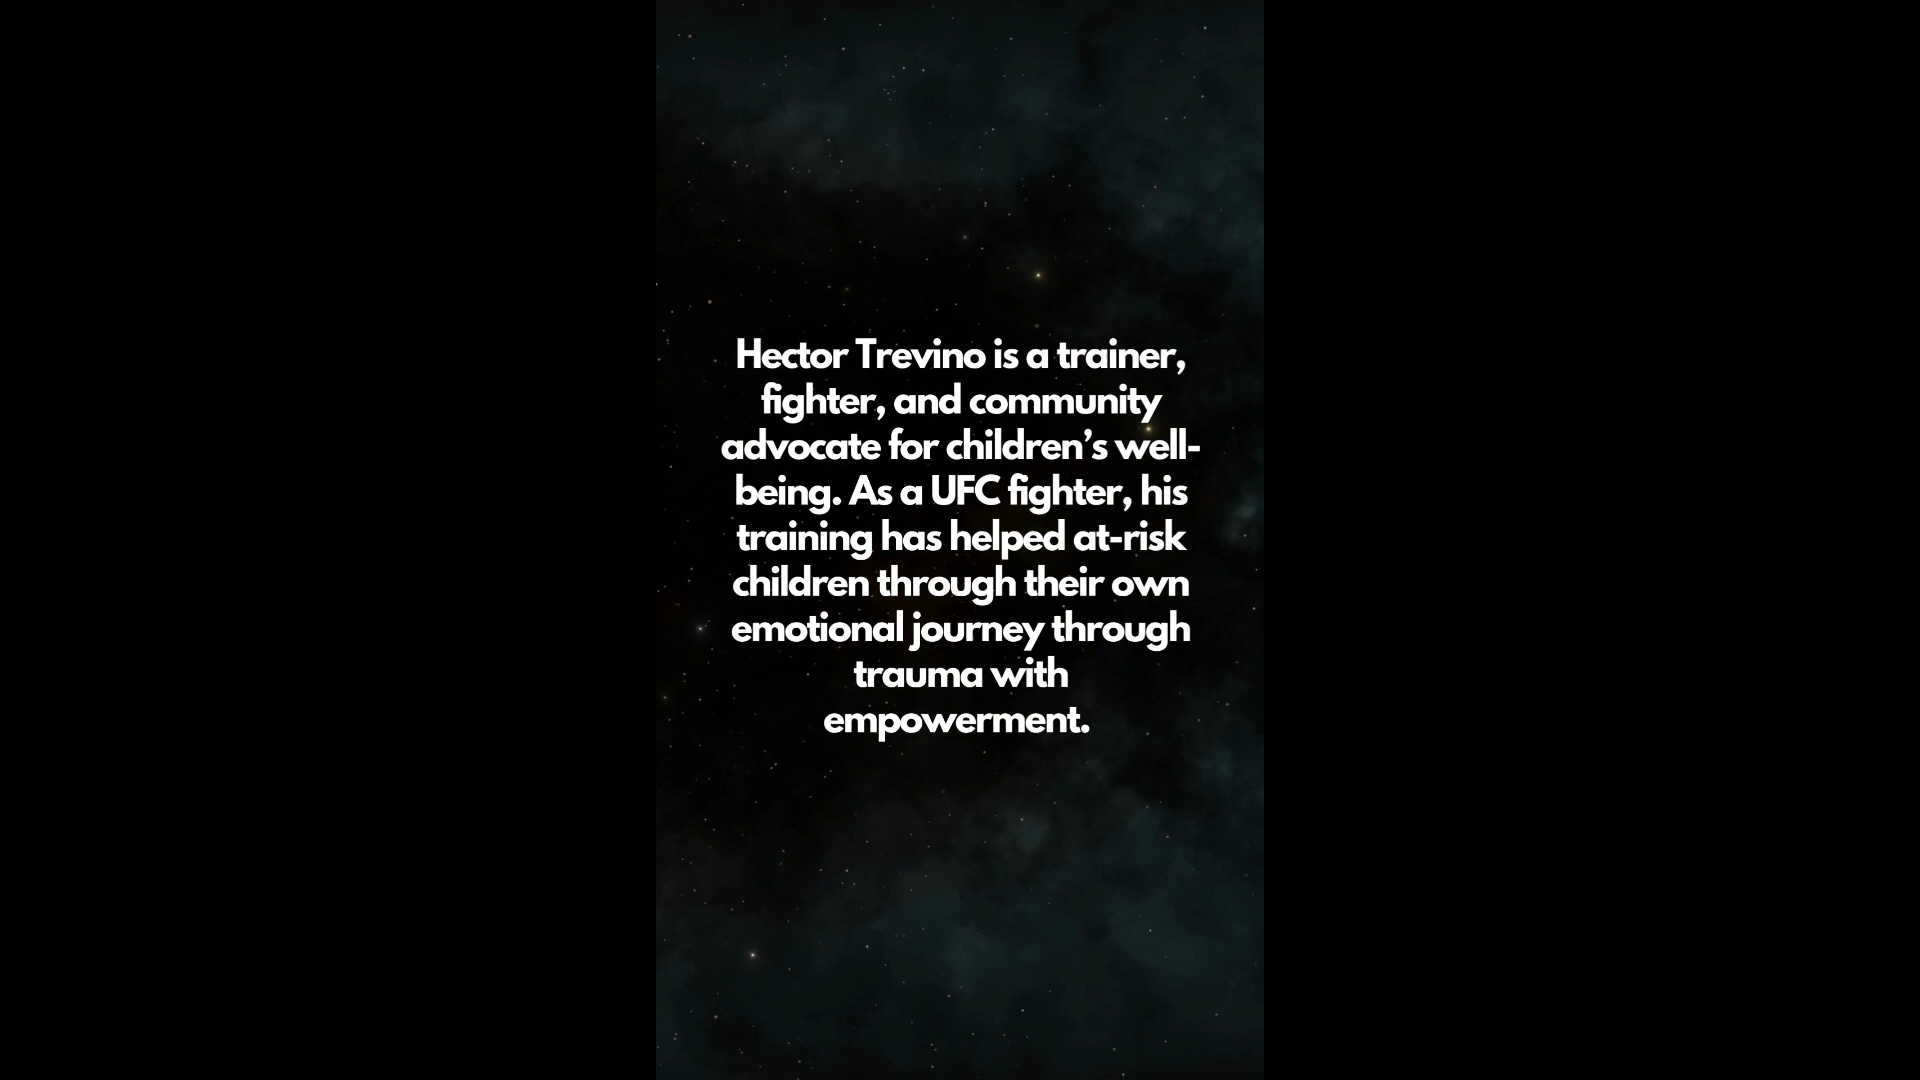 Hector Trevino is a trainer,
fighter, and community
advocate for children’s well-
being. As a UFC fighter, his
training has helped at-risk
children through their own
emotional journey through
trauma with
empowerment.